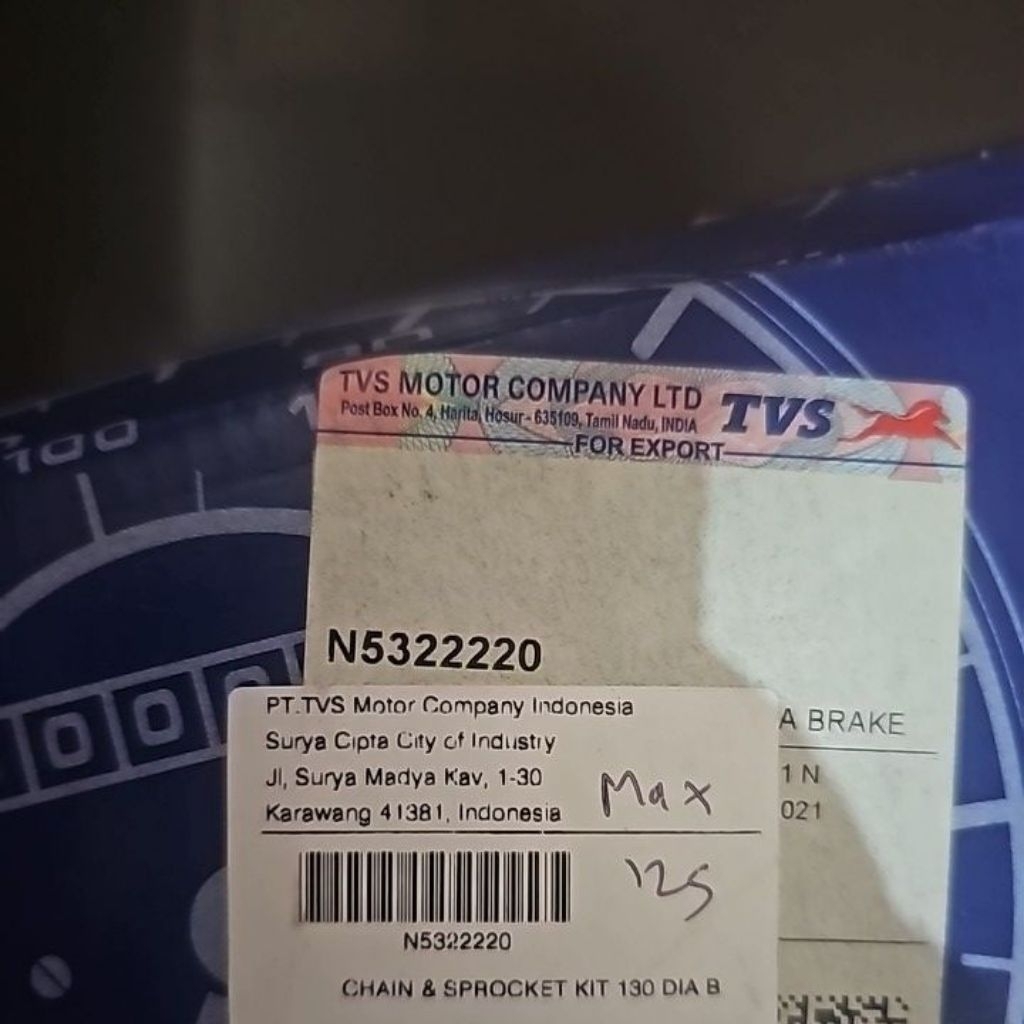 100
TVS MOTOR COMPANY LTD
Post Box No. 4, Harita, Hosur - 635109, Tamil Nadu, INDIA
TVS
FOR EXPORT
N5322220
A BRAKE
1 N
021
PT.TVS Motor Company Indonesia
Surya Cipta City of Industry
Jl, Surya Madya Kav, 1-30
Karawang 41381, Indonesia
Max
125
N5322220
CHAIN & SPROCKET KIT 130 DIA B